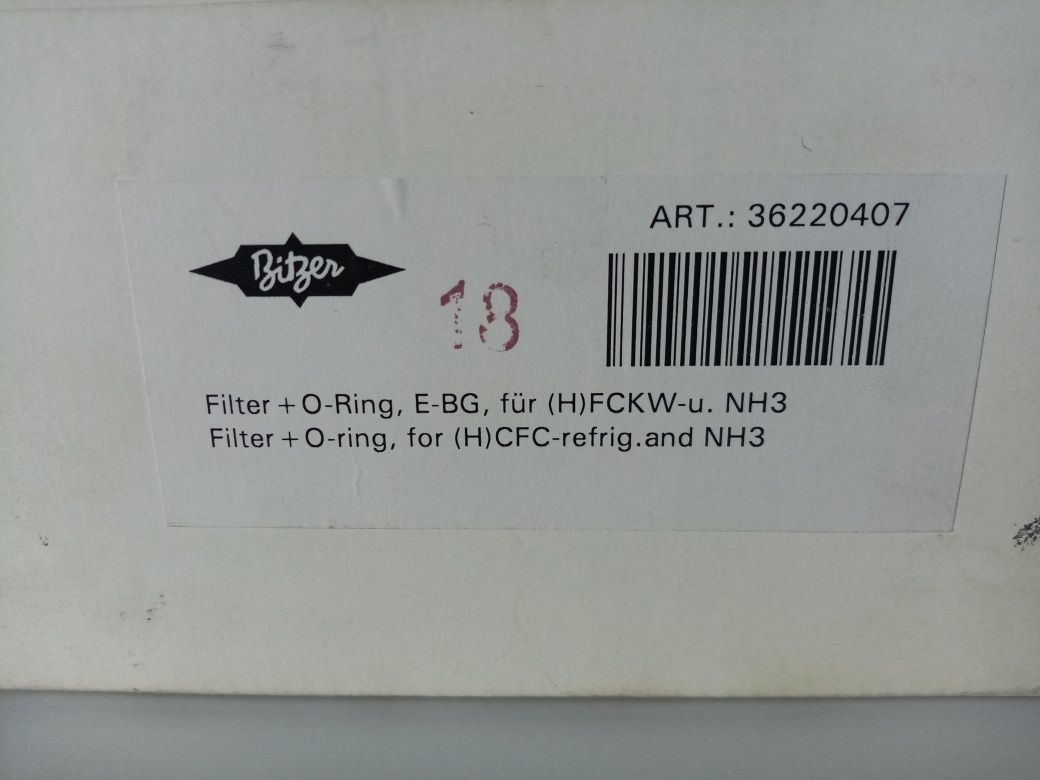 ART.: 36220407
Bitzer
18
Filter + O-Ring, E-BG, für (H)FCKW-u. NH3
Filter + O-ring, for (H)CFC-refrig.and NH3